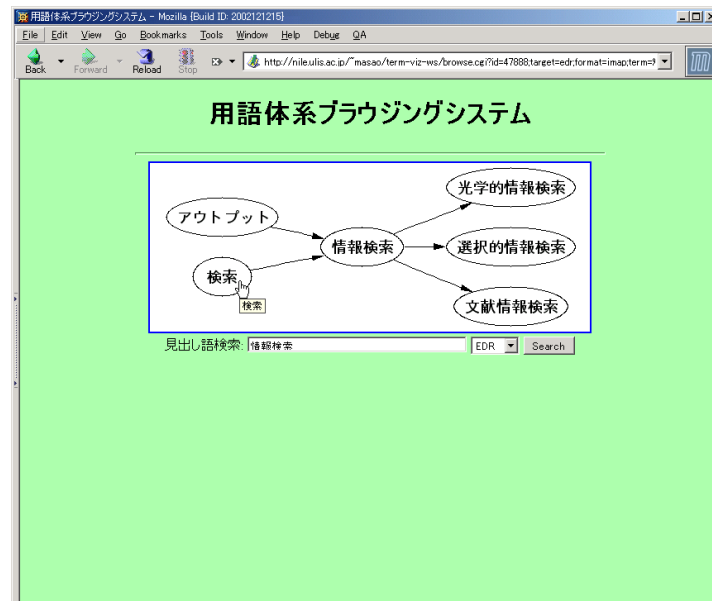 用語体系ブラウジングシステム - Mozilla {Build ID: 2002121215}
File Edit View Go Bookmarks Tools Window Help Debug QA
Back Forward Reload Stop http://nile.ulis.ac.jp/~masao/term-viz-ws/browse.cgi?id=47888;target=edr;format=imap;term=
用語体系ブラウジングシステム
光学的情報検索
アウトプット
情報検索 選択的情報検索
検索
検索
文献情報検索
見出し語検索: 情報検索 EDR Search